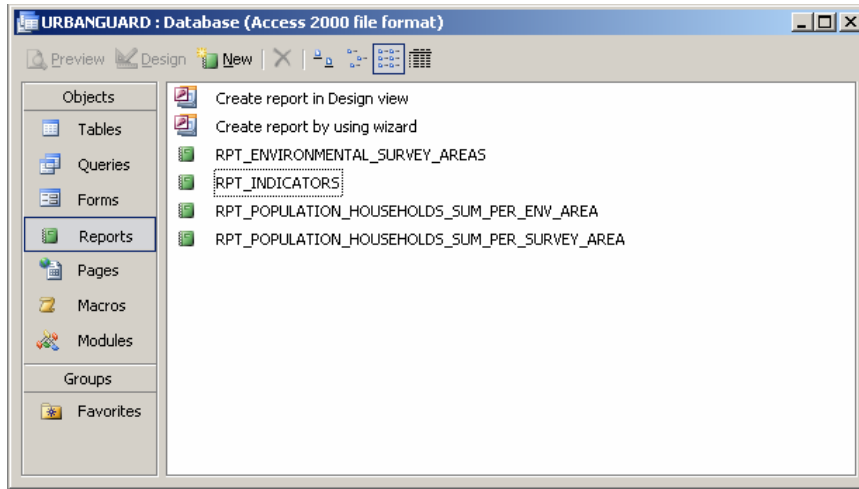 URBANGUARD : Database (Access 2000 file format)
Preview Design New
Objects
Tables
Queries
Forms
Reports
Pages
Macros
Modules
Groups
Favorites
Create report in Design view
Create report by using wizard
RPT_ENVIRONMENTAL_SURVEY_AREAS
RPT_INDICATORS
RPT_POPULATION_HOUSEHOLDS_SUM_PER_ENV_AREA
RPT_POPULATION_HOUSEHOLDS_SUM_PER_SURVEY_AREA